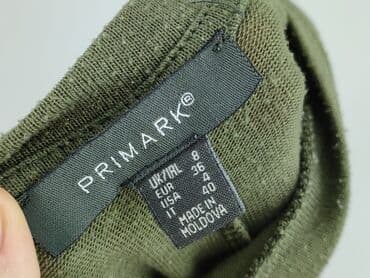 PRIMARK®
UK/IRL 8
EUR 36
USA 4
IT 40
MADE IN
MOLDOVA